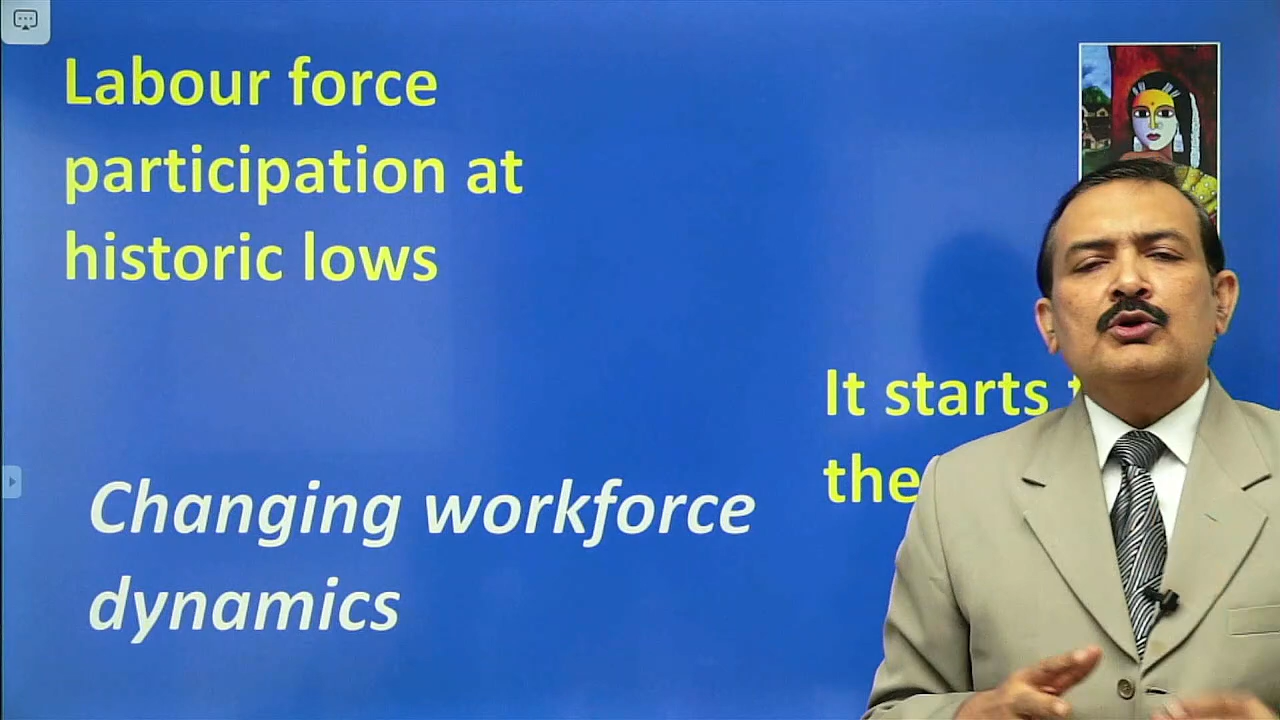 Labour force
participation at
historic lows
It starts
the
Changing workforce
dynamics